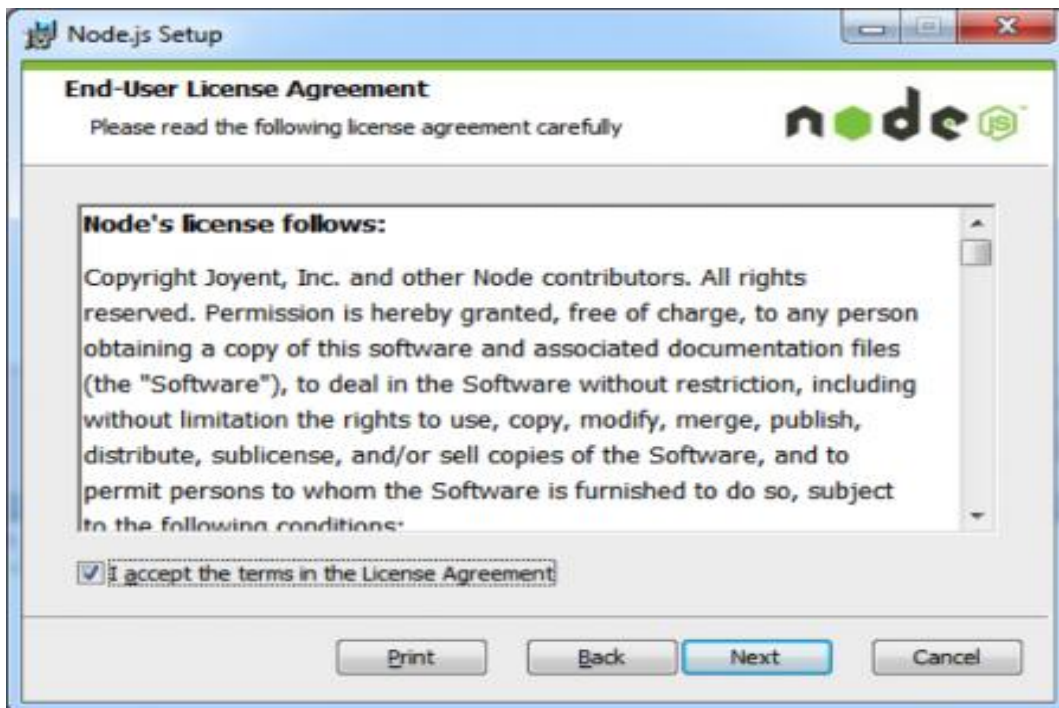 Node.js Setup
End-User License Agreement
Please read the following license agreement carefully
node JS
Node's license follows:
Copyright Joyent, Inc. and other Node contributors. All rights
reserved. Permission is hereby granted, free of charge, to any person
obtaining a copy of this software and associated documentation files
(the "Software"), to deal in the Software without restriction, including
without limitation the rights to use, copy, modify, merge, publish,
distribute, sublicense, and/or sell copies of the Software, and to
permit persons to whom the Software is furnished to do so, subject
to the following conditions:
I accept the terms in the License Agreement
Print Back Next Cancel